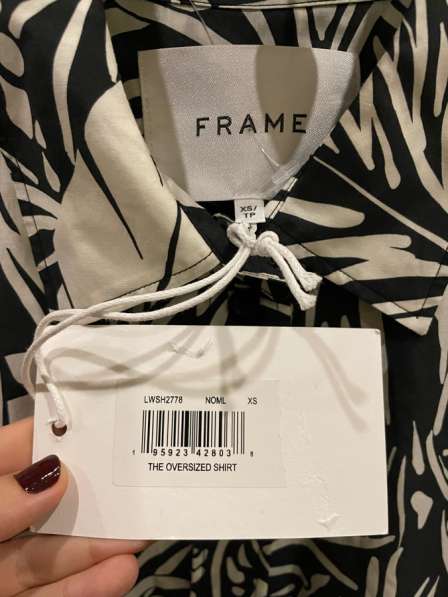 FRAME
XS/
TP
LWSH2778 NOML XS
1 95923 42803 8
THE OVERSIZED SHIRT